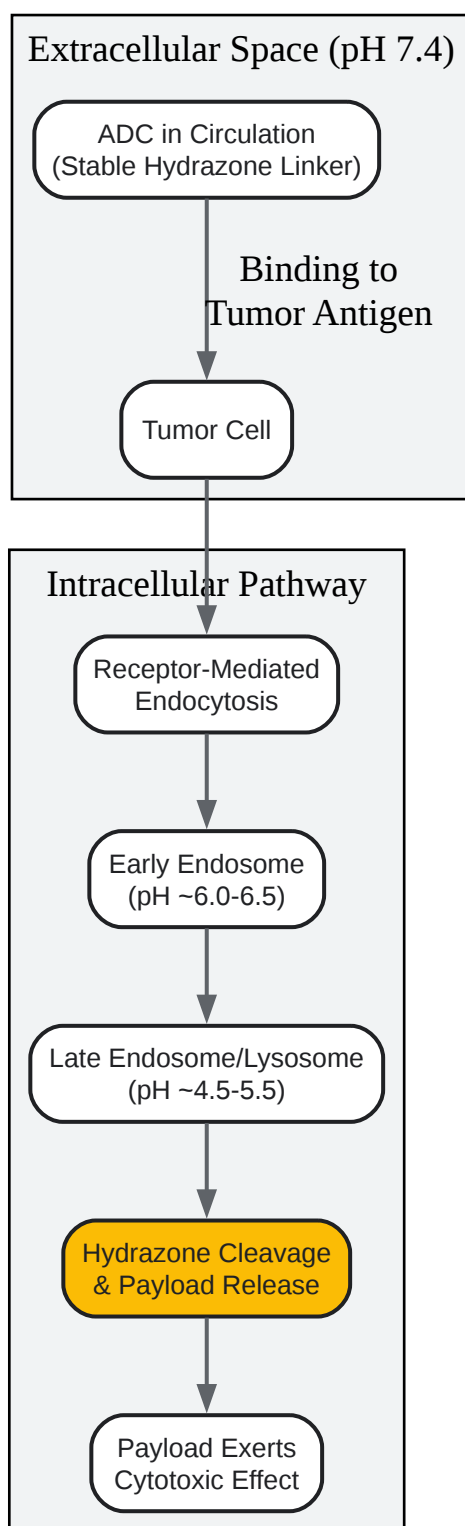 Extracellular Space (pH 7.4)
ADC in Circulation
(Stable Hydrazone Linker)
Binding to
Tumor Antigen
Tumor Cell
Intracellular Pathway
Receptor-Mediated
Endocytosis
Early Endosome
(pH ~6.0-6.5)
Late Endosome/Lysosome
(pH ~4.5-5.5)
Hydrazone Cleavage
& Payload Release
Payload Exerts
Cytotoxic Effect